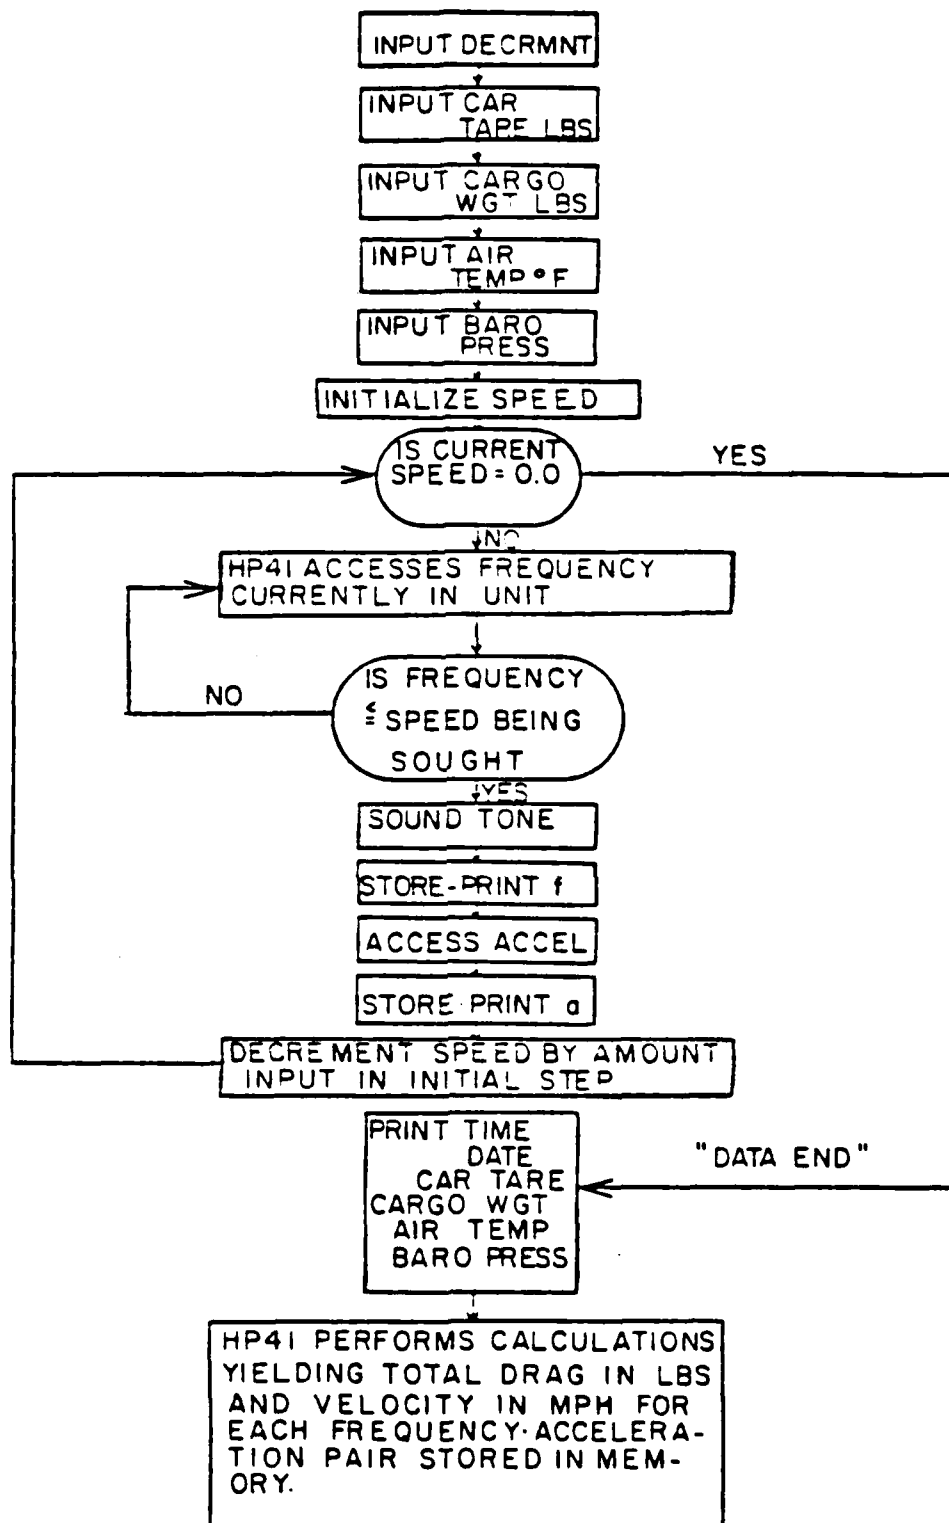 INPUT DECRMNT
INPUT CAR
TARE LBS
INPUT CARGO
WGT LBS
INPUT AIR
TEMP °F
INPUT BARO
PRESS
INITIALIZE SPEED
IS CURRENT
SPEED = 0.0
YES
NO
HP41 ACCESSES FREQUENCY
CURRENTLY IN UNIT
IS FREQUENCY
≤ SPEED BEING
SOUGHT
NO
YES
SOUND TONE
STORE-PRINT f
ACCESS ACCEL
STORE-PRINT a
DECREMENT SPEED BY AMOUNT
INPUT IN INITIAL STEP
PRINT TIME
DATE
CAR TARE
CARGO WGT
AIR TEMP
BARO PRESS
"DATA END"
HP41 PERFORMS CALCULATIONS
YIELDING TOTAL DRAG IN LBS
AND VELOCITY IN MPH FOR
EACH FREQUENCY-ACCELERA-
TION PAIR STORED IN MEM-
ORY.